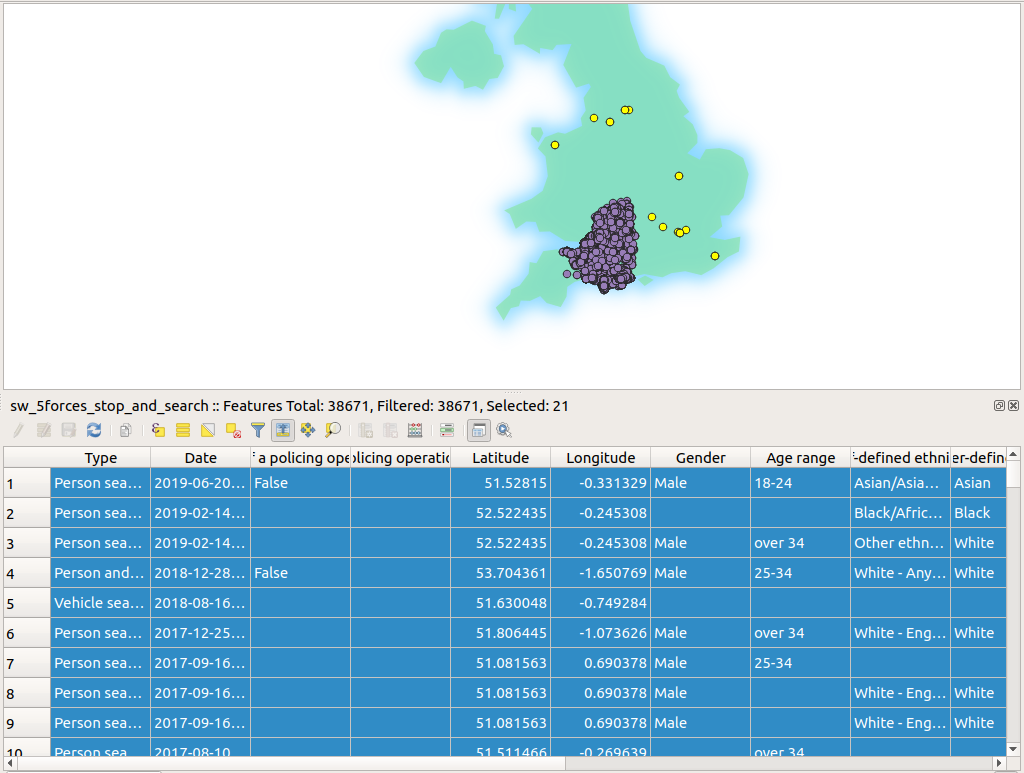 sw_5forces_stop_and_search :: Features Total: 38671, Filtered: 38671, Selected: 21
Type Date f a policing ope licing operatio Latitude Longitude Gender Age range f-defined ethni er-defin
1 Person sea... 2019-06-20... False 51.52815 -0.331329 Male 18-24 Asian/Asia... Asian
2 Person sea... 2019-02-14... 52.522435 -0.245308 Black/Afric... Black
3 Person sea... 2019-02-14... 52.522435 -0.245308 Male over 34 Other ethn... White
4 Person and... 2018-12-28... False 53.704361 -1.650769 Male 25-34 White - Any... White
5 Vehicle sea... 2018-08-16... 51.630048 -0.749284
6 Person sea... 2017-12-25... 51.806445 -1.073626 Male over 34 White - Eng... White
7 Person sea... 2017-09-16... 51.081563 0.690378 Male 25-34
8 Person sea... 2017-09-16... 51.081563 0.690378 Male White - Eng... White
9 Person sea... 2017-09-16... 51.081563 0.690378 Male White - Eng... White
10 Person sea 2017-08-10 51.511466 -0.269639 over 34